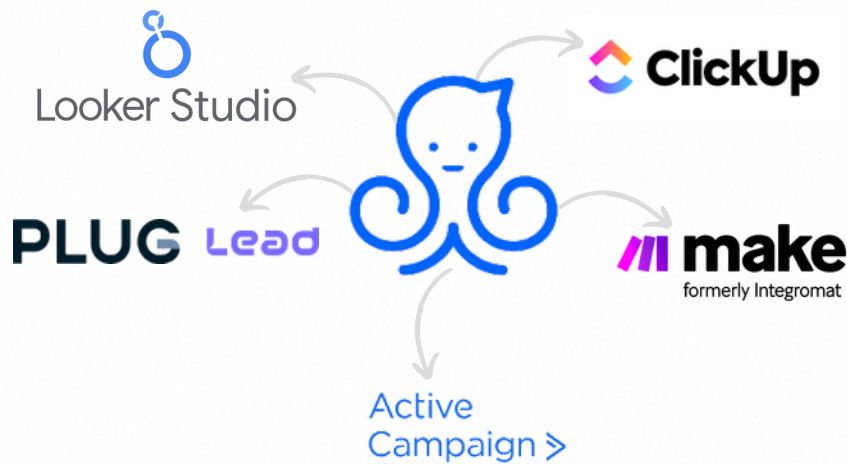 Looker Studio
ClickUp
PLUG Lead
make
formerly Integromat
Active
Campaign